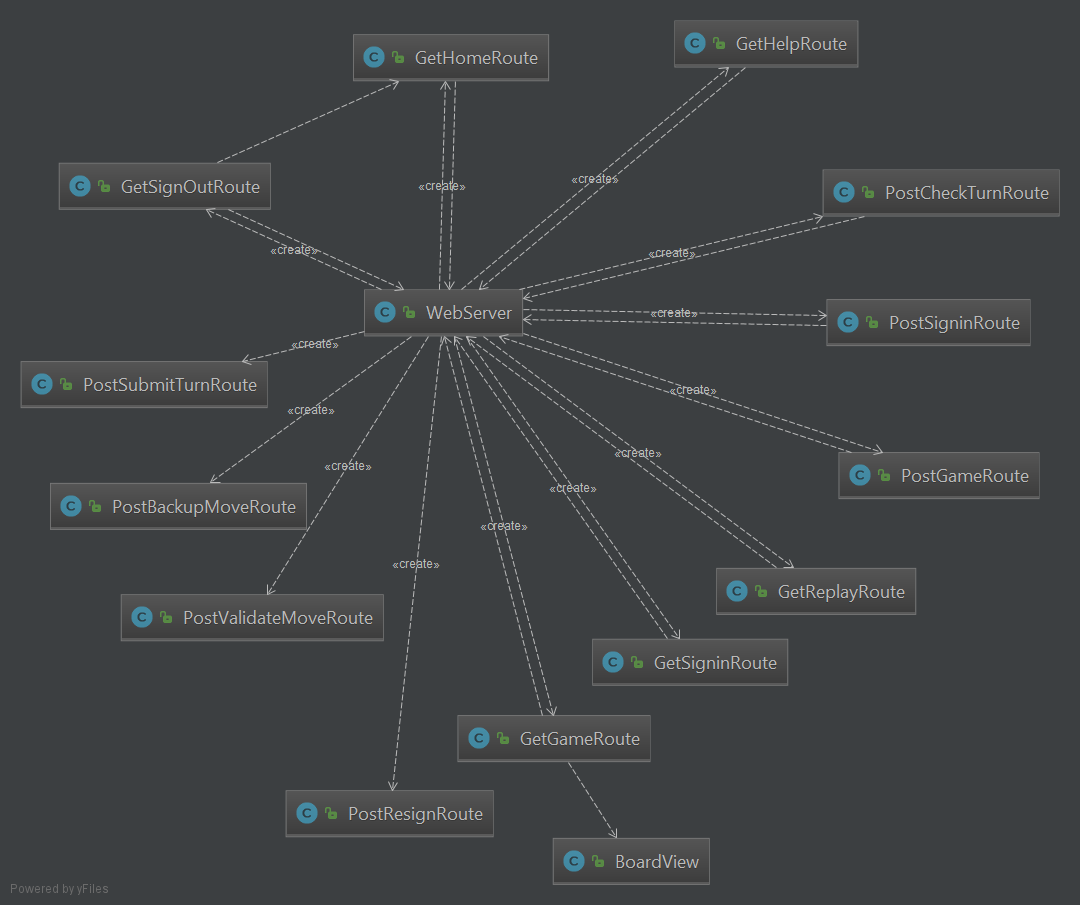 GetHelpRoute
GetHomeRoute
GetSignOutRoute
«create»
«create»
PostCheckTurnRoute
«create»
«create»
WebServer
«create»
PostSigninRoute
«create»
PostSubmitTurnRoute
«create»
«create»
«create»
«create»
PostGameRoute
«create»
PostBackupMoveRoute
«create»
«create»
GetReplayRoute
PostValidateMoveRoute
GetSigninRoute
GetGameRoute
PostResignRoute
BoardView
Powered by yFiles